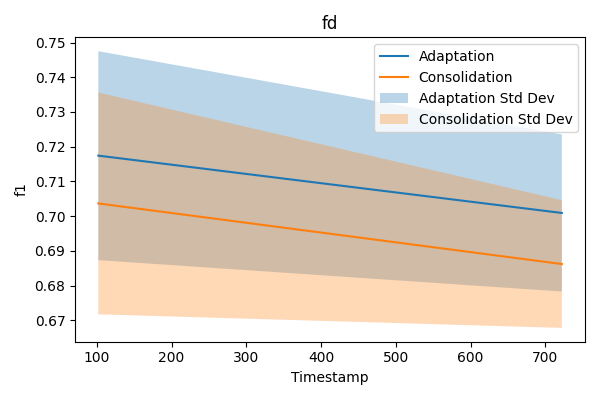 fd
0.75
0.74
0.73
0.72
0.71
0.70
0.69
0.68
0.67
f1
Adaptation
Consolidation
Adaptation Std Dev
Consolidation Std Dev
100
200
300
400
500
600
700
Timestamp